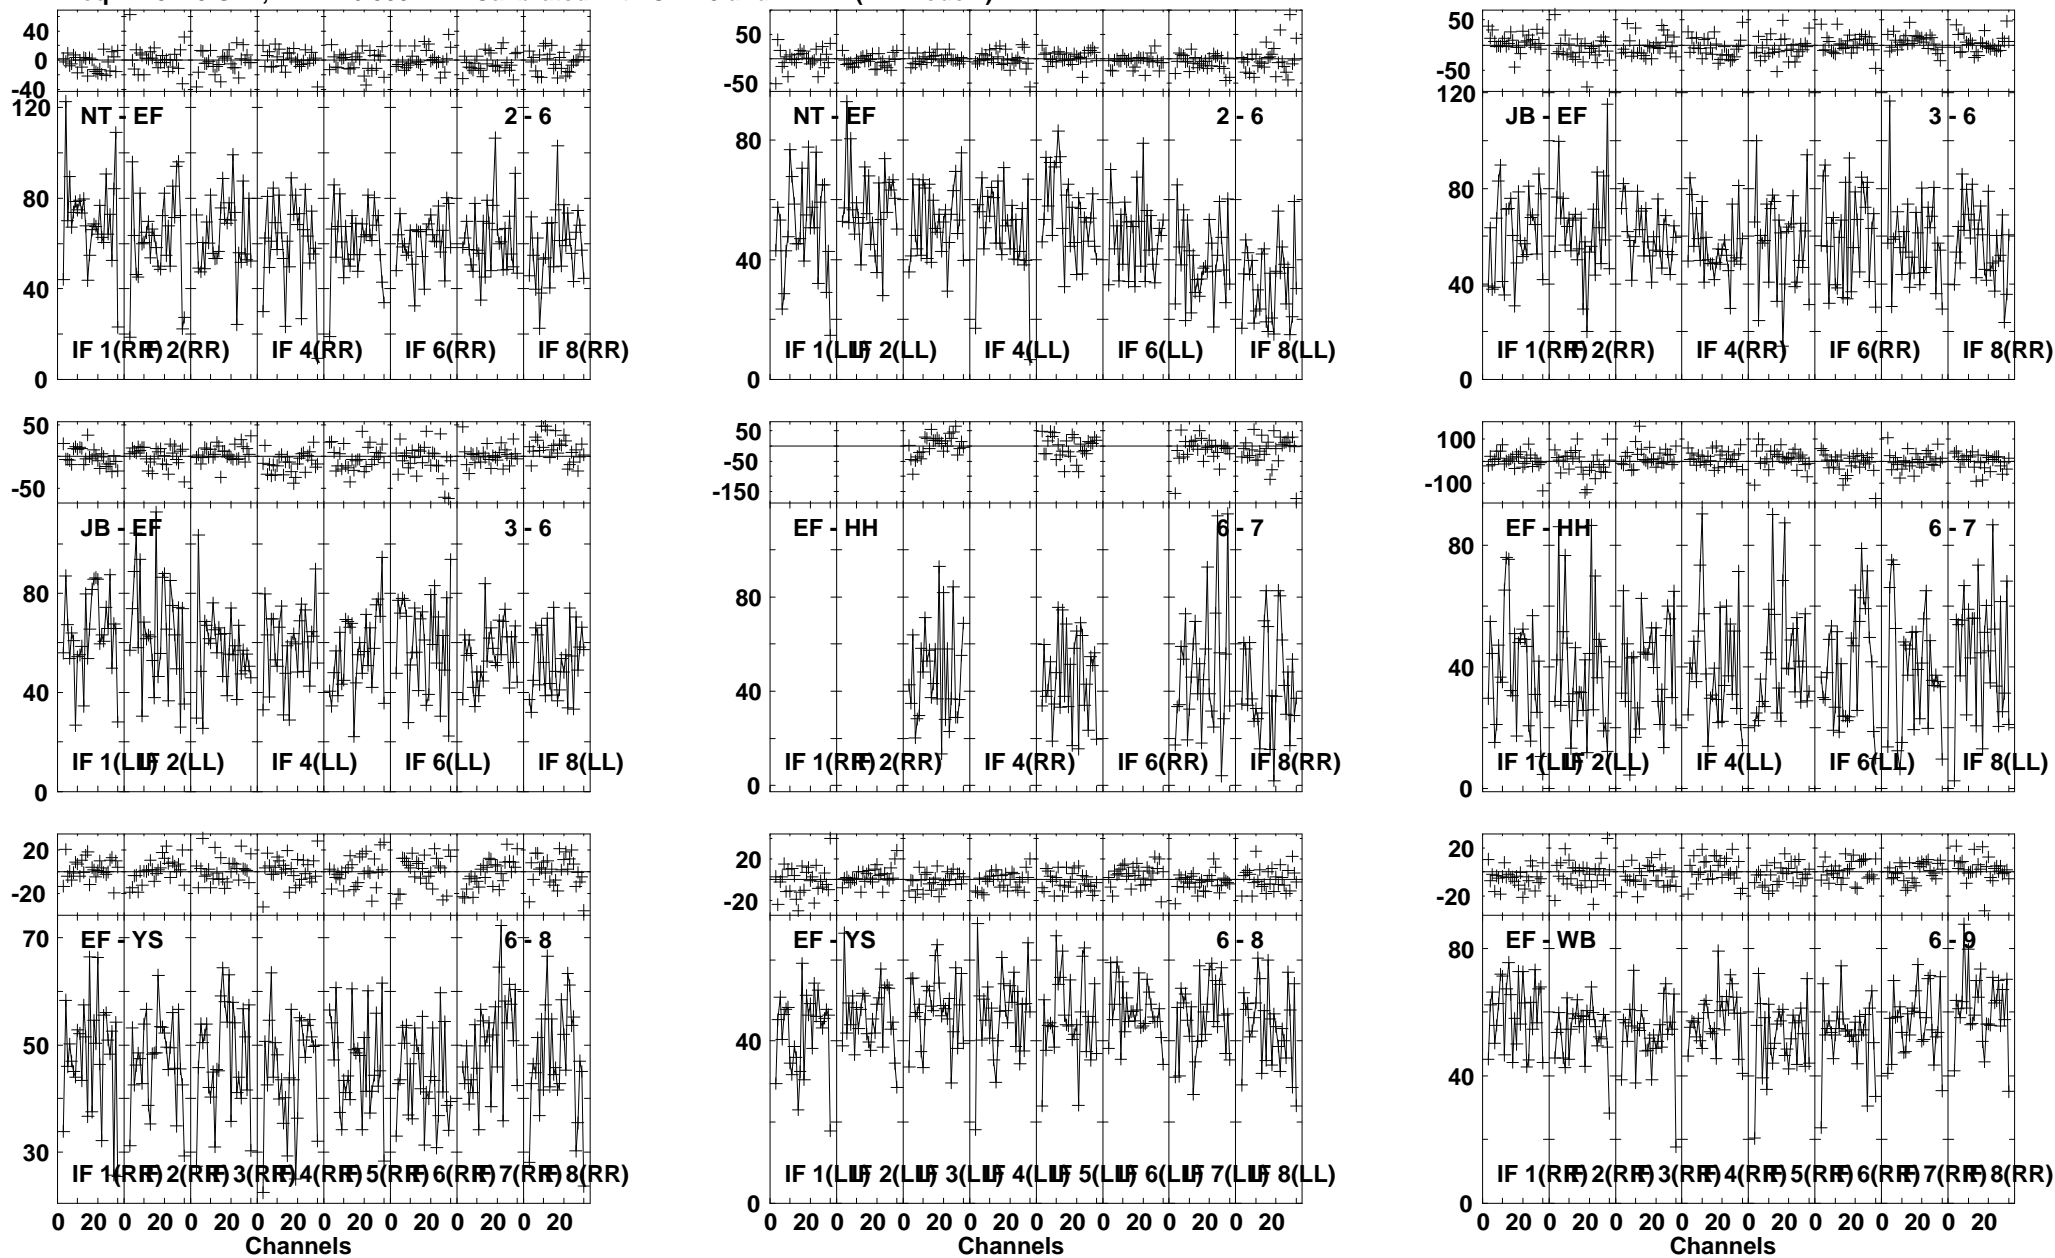 50
0
-50
50
40
20
0
-20
-40
120
80
40
0
NT - EF
2 - 6
IF 1(RR) IF 2(RR) IF 4(RR) IF 6(RR) IF 8(RR)
50
-50
80
40
0
NT - EF
2 - 6
IF 1(LL) IF 2(LL) IF 4(LL) IF 6(LL) IF 8(LL)
50
-50
120
80
40
0
JB - EF
3 - 6
IF 1(RR) IF 2(RR) IF 4(RR) IF 6(RR) IF 8(RR)
50
-50
80
40
0
JB - EF
3 - 6
IF 1(LL) IF 2(LL) IF 4(LL) IF 6(LL) IF 8(LL)
50
-50
-150
80
40
0
EF - HH
6 - 7
IF 1(RR) IF 2(RR) IF 4(RR) IF 6(RR) IF 8(RR)
100
-100
80
40
0
EF - HH
6 - 7
IF 1(LL) IF 2(LL) IF 4(LL) IF 6(LL) IF 8(LL)
20
-20
70
50
30
EF - YS
6 - 8
IF 1(RR) IF 2(RR) IF 3(RR) IF 4(RR) IF 5(RR) IF 6(RR) IF 7(RR) IF 8(RR)
0 20 0 20 0 20 0 20 0 20 0 20 0 20 0 20
Channels
20
-20
40
0
EF - YS
6 - 8
IF 1(LL) IF 2(LL) IF 3(LL) IF 4(LL) IF 5(LL) IF 6(LL) IF 7(LL) IF 8(LL)
0 20 0 20 0 20 0 20 0 20 0 20 0 20 0 20
Channels
20
-20
80
40
0
EF - WB
6 - 9
IF 1(RR) IF 2(RR) IF 3(RR) IF 4(RR) IF 5(RR) IF 6(RR) IF 7(RR) IF 8(RR)
0 20 0 20 0 20 0 20 0 20 0 20 0 20 0 20
Channels